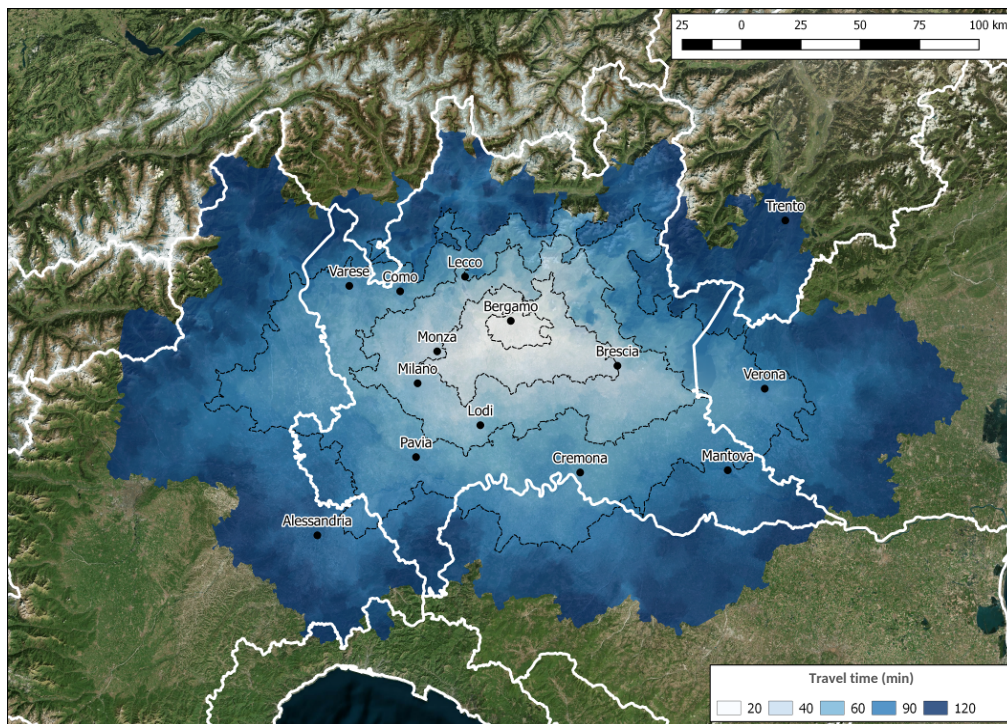 25 0 25 50 75 100 km
Trento
Lecco
Varese
Como
Bergamo
Monza
Brescia
Milano
Verona
Lodi
Pavia
Cremona
Mantova
Alessandria
Travel time (min)
20 40 60 90 120